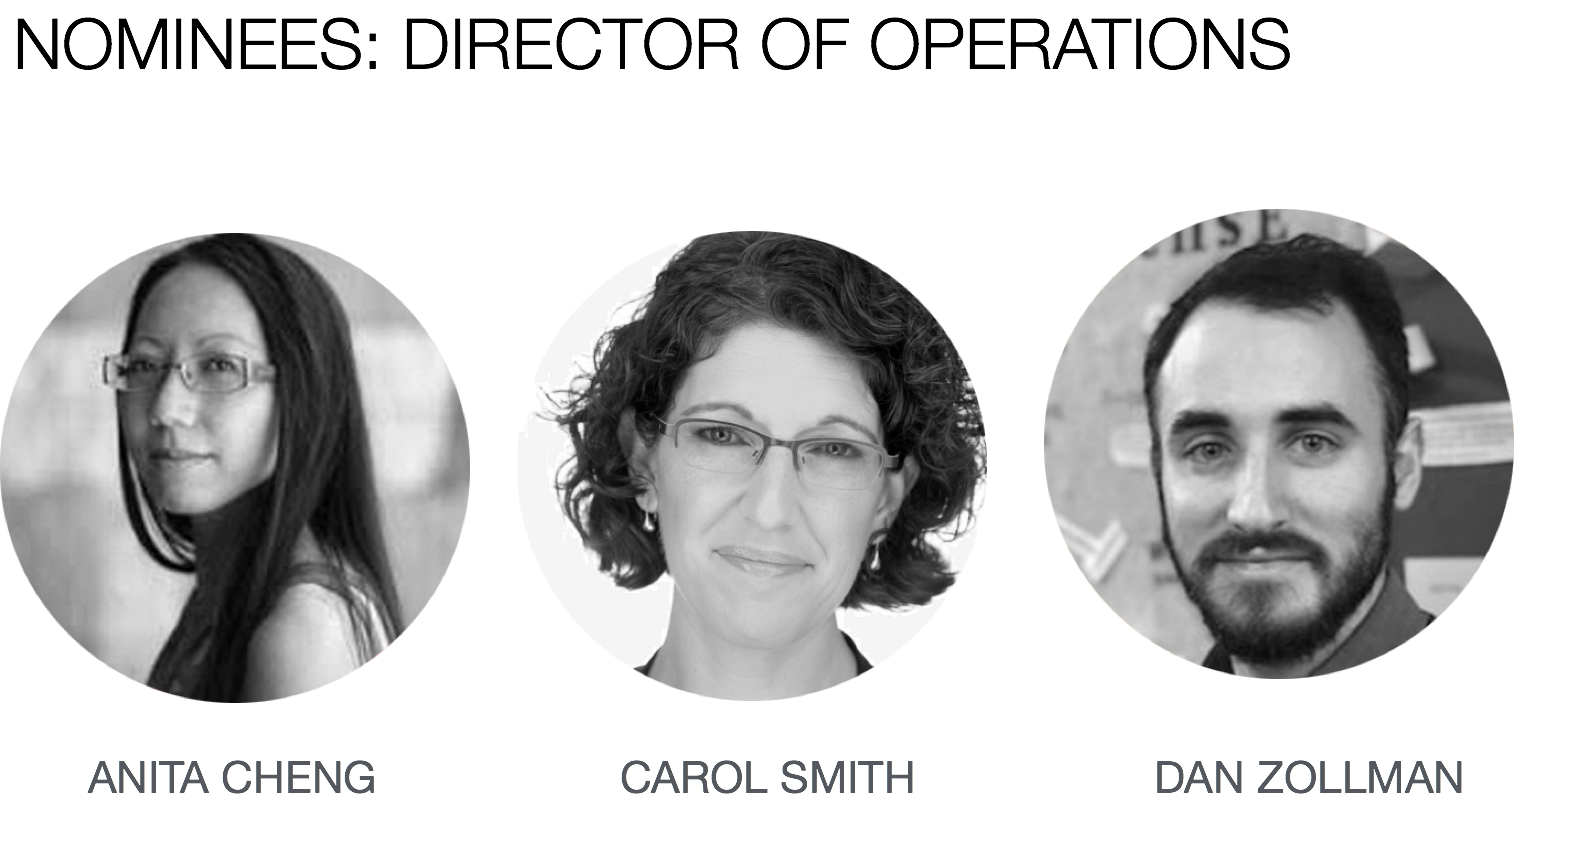 NOMINEES: DIRECTOR OF OPERATIONS
ANITA CHENG
CAROL SMITH
DAN ZOLLMAN